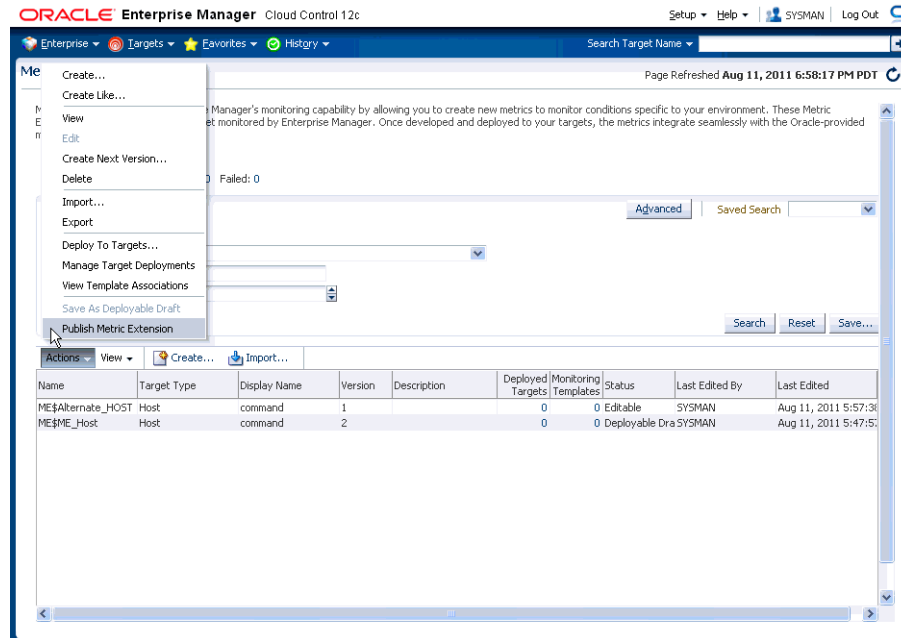 ORACLE Enterprise Manager Cloud Control 12c
Setup Help SYSMAN Log Out
Enterprise Targets Favorites History Search Target Name
Me
Page Refreshed Aug 11, 2011 6:58:17 PM PDT
Manager's monitoring capability by allowing you to create new metrics to monitor conditions specific to your environment. These Metric
et monitored by Enterprise Manager. Once developed and deployed to your targets, the metrics integrate seamlessly with the Oracle-provided
Failed: 0
Create...
Create Like...
View
Edit
Create Next Version...
Delete
Import...
Export
Deploy To Targets...
Manage Target Deployments
View Template Associations
Save As Deployable Draft
Publish Metric Extension
Advanced Saved Search
Search Reset Save...
Actions View Create... Import...
Name Target Type Display Name Version Description Deployed Targets Monitoring Templates Status Last Edited By Last Edited
ME$Alternate_HOST Host command 1 0 0 Editable SYSMAN Aug 11, 2011 5:57:38
ME$ME_Host Host command 2 0 0 Deployable Dra SYSMAN Aug 11, 2011 5:47:5